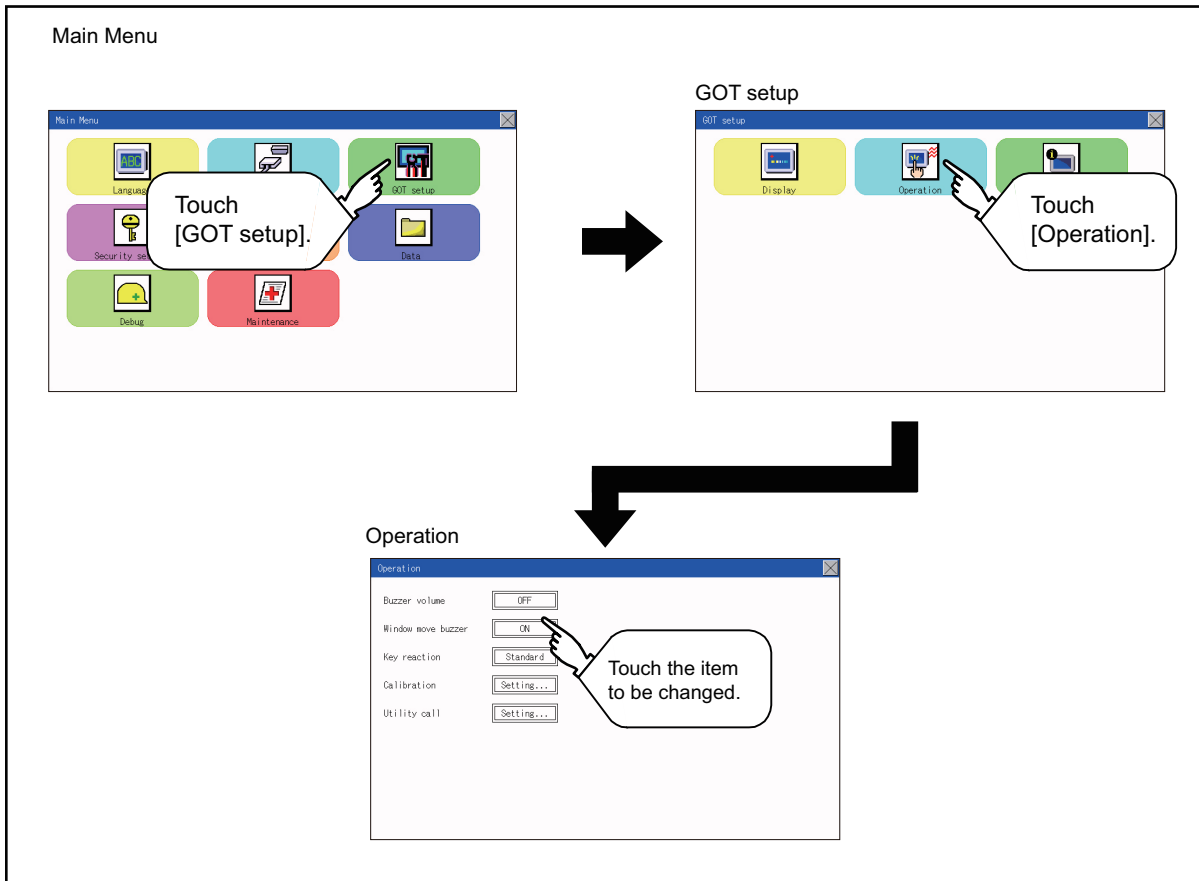 Main Menu
GOT setup
Main Menu
ABC
GOT setup
Touch
[GOT setup].
Data
Debug
Maintenance
GOT setup
Display
Operation
Touch
[Operation].
Operation
Operation
Buzzer volume OFF
Window move buzzer ON
Key reaction Standard
Calibration Setting...
Utility call Setting...
Touch the item
to be changed.